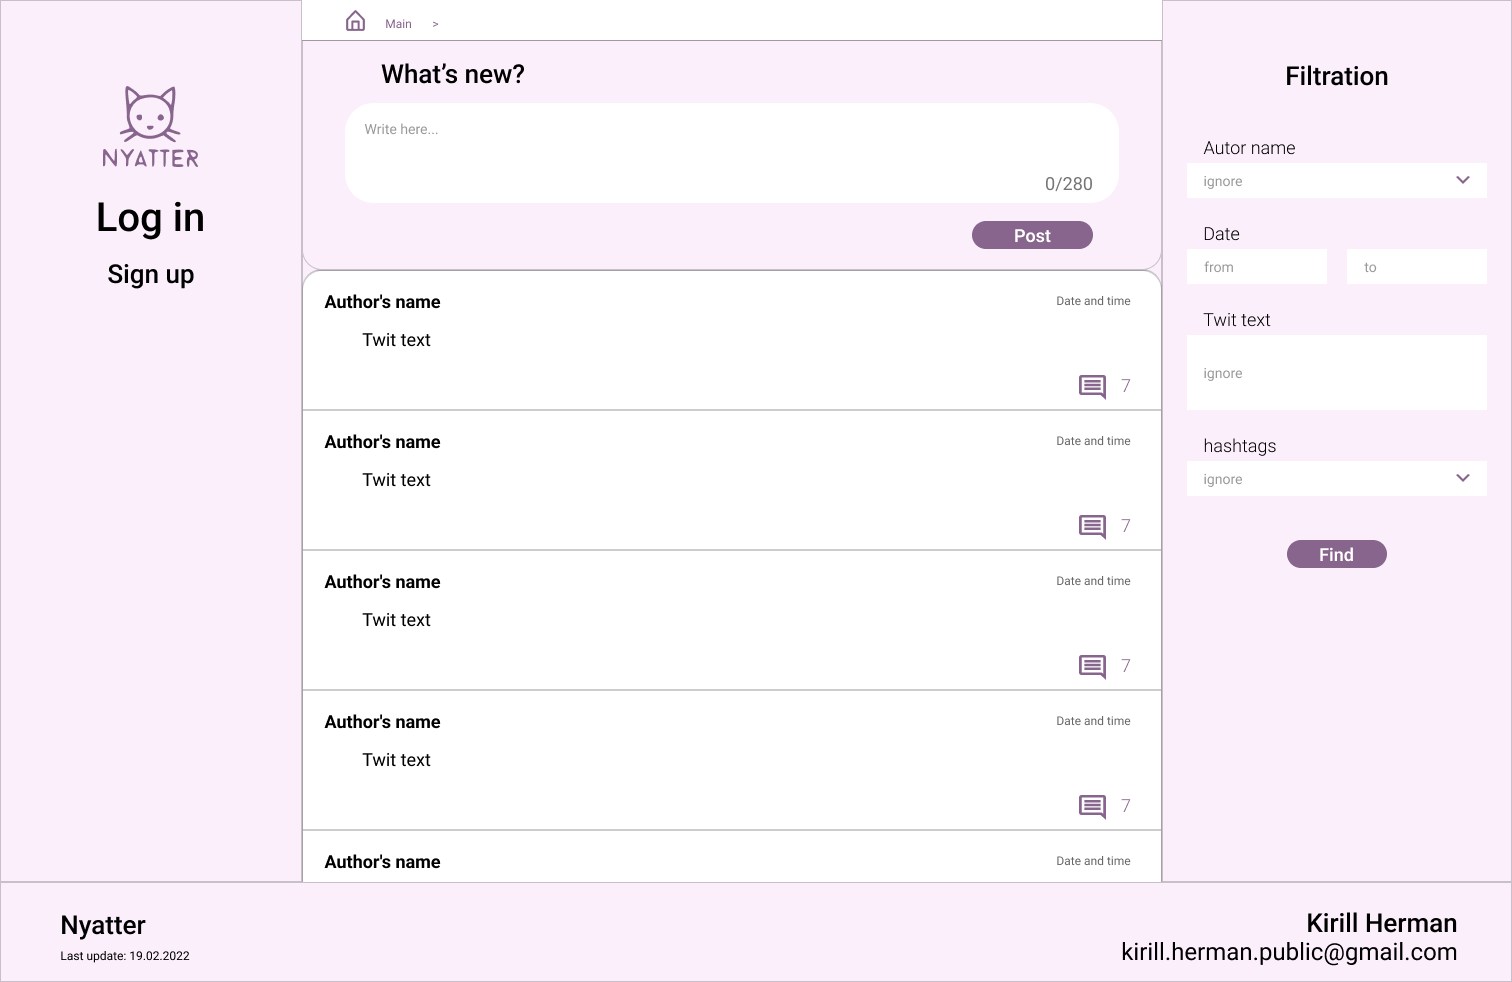 NYATTER
Log in
Sign up
Main >
What's new?
Write here...
0/280
Post
Author's name Date and time
Twit text
7
Author's name Date and time
Twit text
7
Author's name Date and time
Twit text
7
Author's name Date and time
Twit text
7
Author's name Date and time
Filtration
Autor name
ignore
Date
from to
Twit text
ignore
hashtags
ignore
Find
Nyatter
Last update: 19.02.2022
Kirill Herman
kirill.herman.public@gmail.com